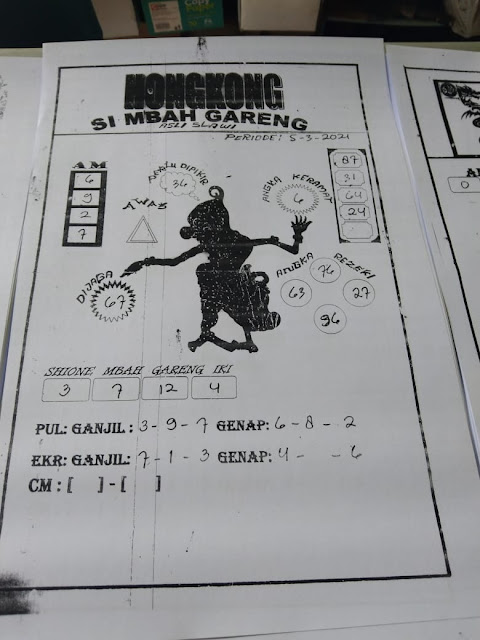 HONGKONG
SI MBAH GARENG
ASLI SLAWI
PERIODE: 5-3-2021
AM
6
9
2
7
36
AWAS
ANGKA KERAMAT
6
87
31
64
24
DIJAGA
67
ANGKA REZEKI
76
63
27
96
SHIONE MBAH GARENG IKI
3 7 12 4
PUL: GANJIL: 3 - 9 - 7 GENAP: 6 - 8 - 2
EKR: GANJIL: 7 - 1 - 3 GENAP: 4 - - 6
CM : [ ] - [ ]
0